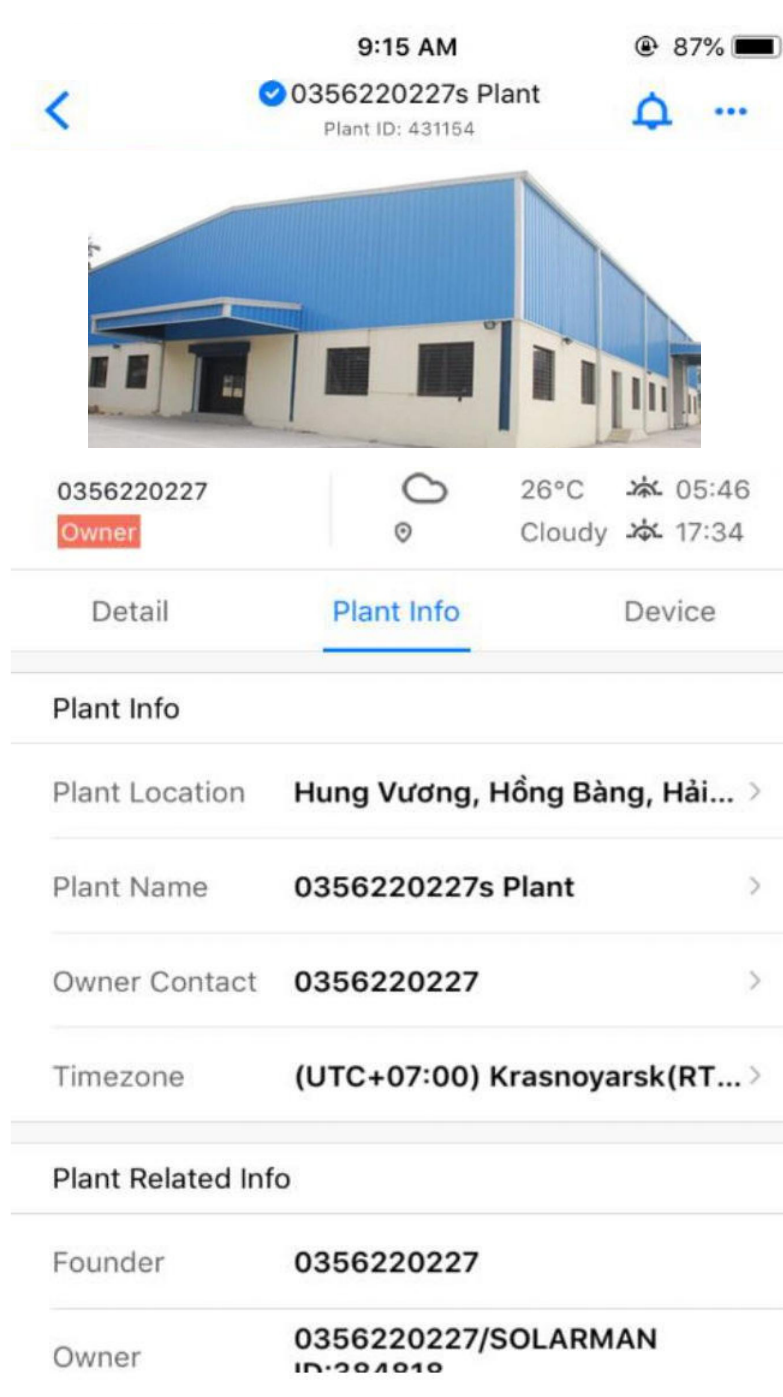 9:15 AM 87%
0356220227s Plant
Plant ID: 431154
0356220227 26°C 05:46
Owner Cloudy 17:34
Detail Plant Info Device
Plant Info
Plant Location Hung Vương, Hồng Bàng, Hải...
Plant Name 0356220227s Plant
Owner Contact 0356220227
Timezone (UTC+07:00) Krasnoyarsk(RT...
Plant Related Info
Founder 0356220227
Owner 0356220227/SOLARMAN
ID:384818